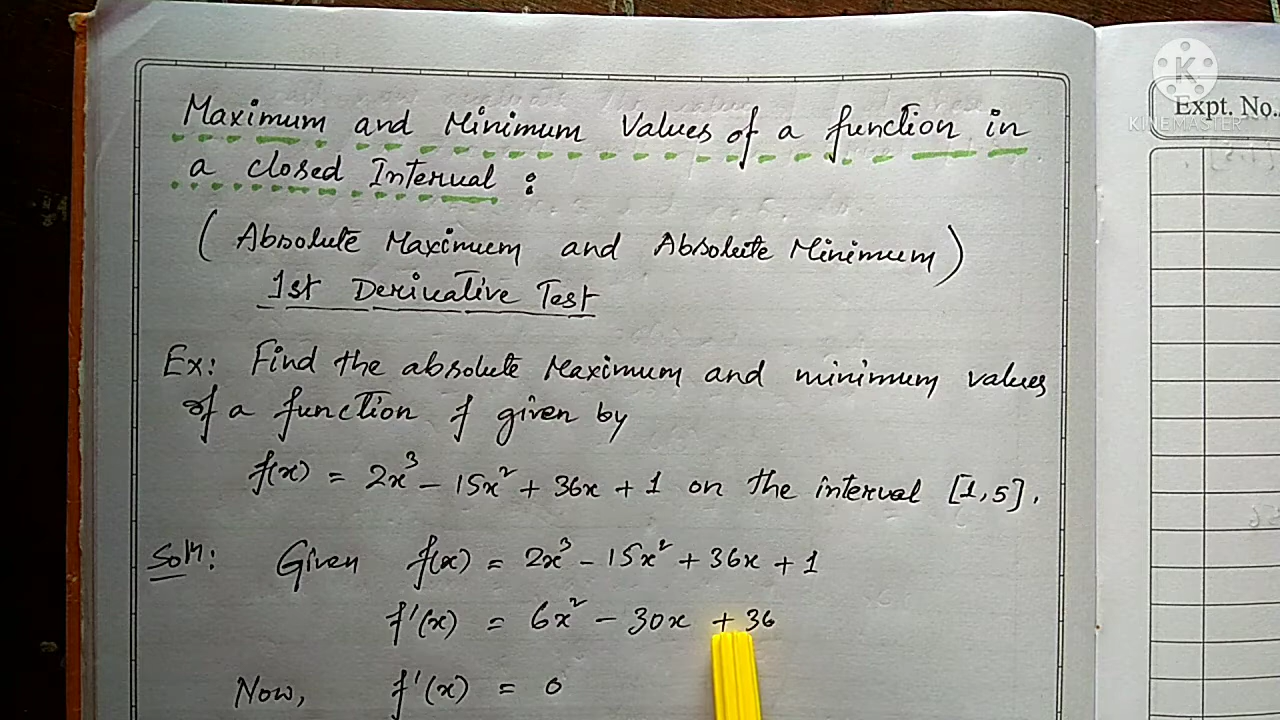 Maximum and Minimum Values of a function in
a closed Interval :
( Absolute Maximum and Absolute Minimum )
1st Derivative Test
Ex: Find the absolute Maximum and minimum values
of a function f given by
f(x) = 2x³ - 15x² + 36x + 1 on the interval [1,5].
Soln: Given f(x) = 2x³ - 15x² + 36x + 1
f'(x) = 6x² - 30x + 36
Now, f'(x) = 0
Expt. No..
K
KINEMASTER